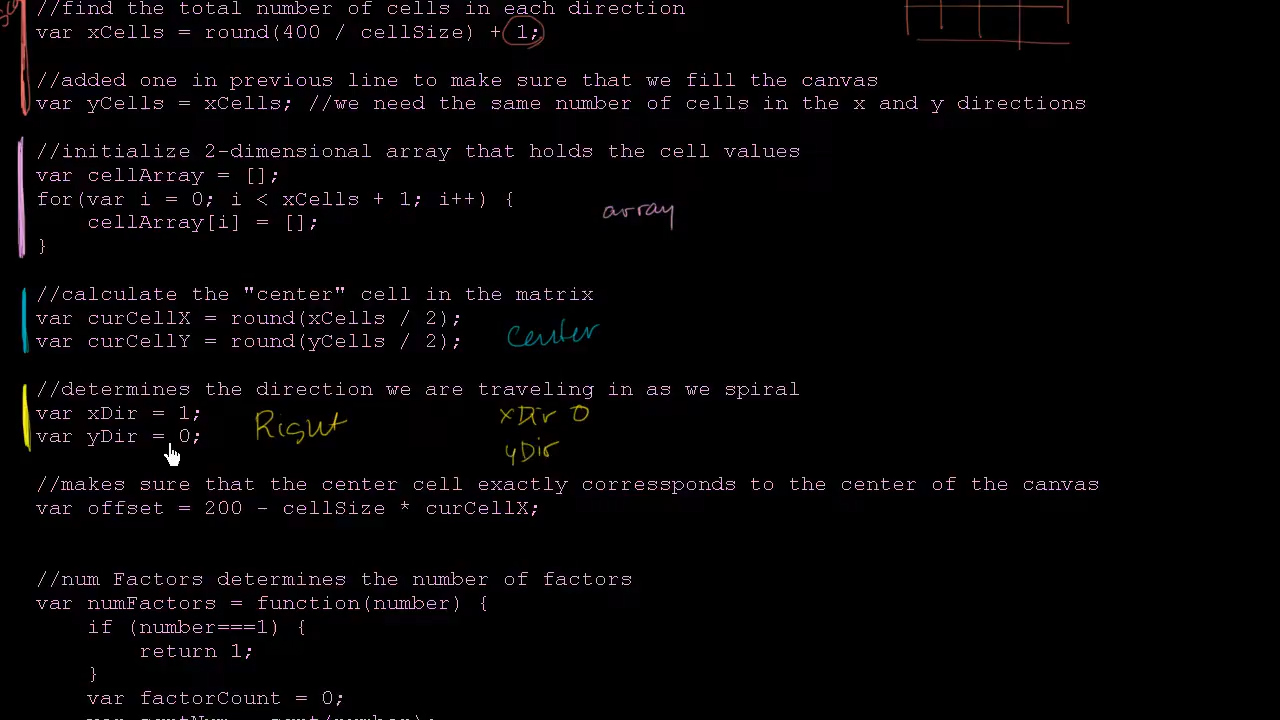 //find the total number of cells in each direction
var xCells = round(400 / cellSize) + 1;
//added one in previous line to make sure that we fill the canvas
var yCells = xCells; //we need the same number of cells in the x and y directions
//initialize 2-dimensional array that holds the cell values
var cellArray = [];
for(var i = 0; i < xCells + 1; i++) {
cellArray[i] = [];
array
}
//calculate the "center" cell in the matrix
var curCellX = round(xCells / 2);
var curCellY = round(yCells / 2);
Center
//determines the direction we are traveling in as we spiral
var xDir = 1;
var yDir = 0;
Right
xDir 0
yDir
//makes sure that the center cell exactly corressponds to the center of the canvas
var offset = 200 - cellSize * curCellX;
//num Factors determines the number of factors
var numFactors = function(number) {
if (number===1) {
return 1;
}
var factorCount = 0;